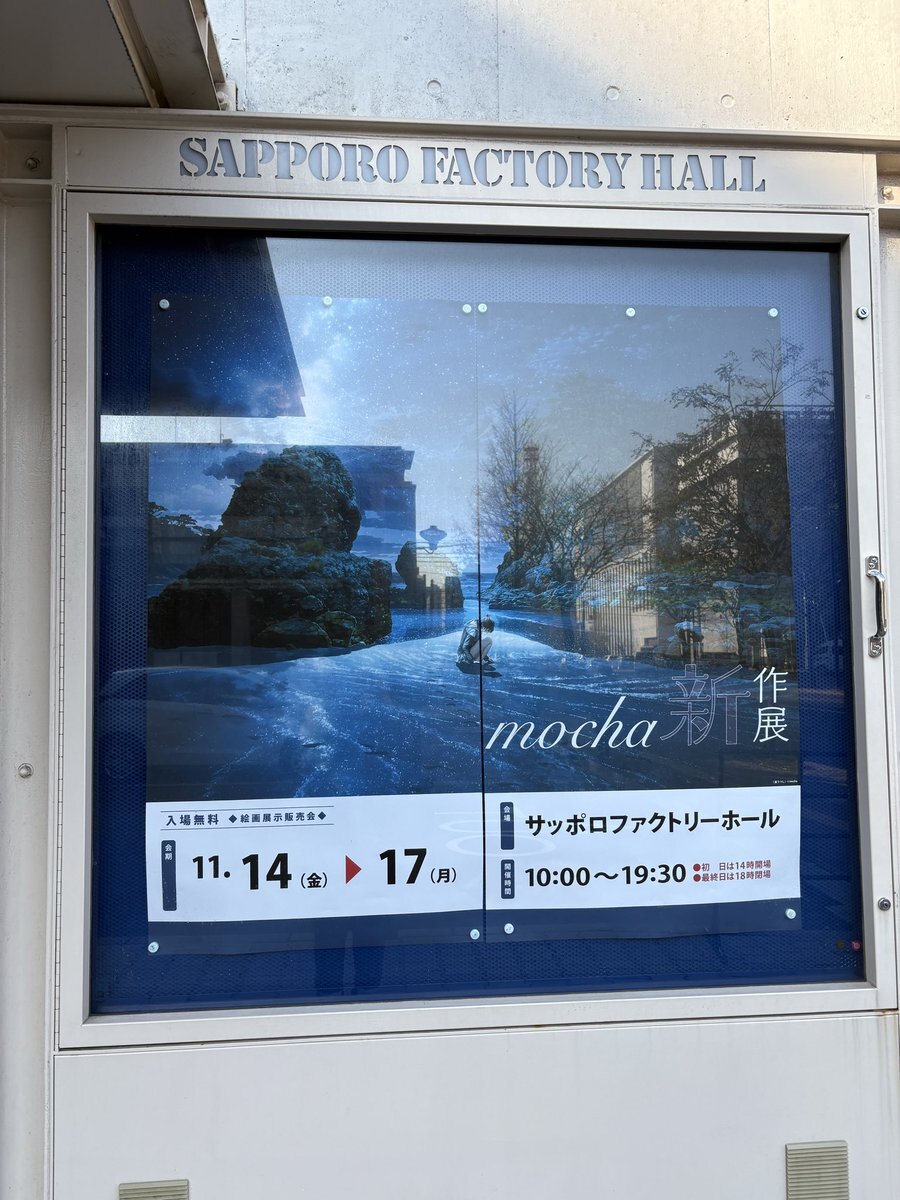 SAPPORO FACTORY HALL
mocha 新作展
入場無料 ◆絵画展示販売会◆
会期 11.14(金)▶17(月)
会場 サッポロファクトリーホール
開催時間 10:00〜19:30
●初 日は14時開場
●最終日は18時閉場